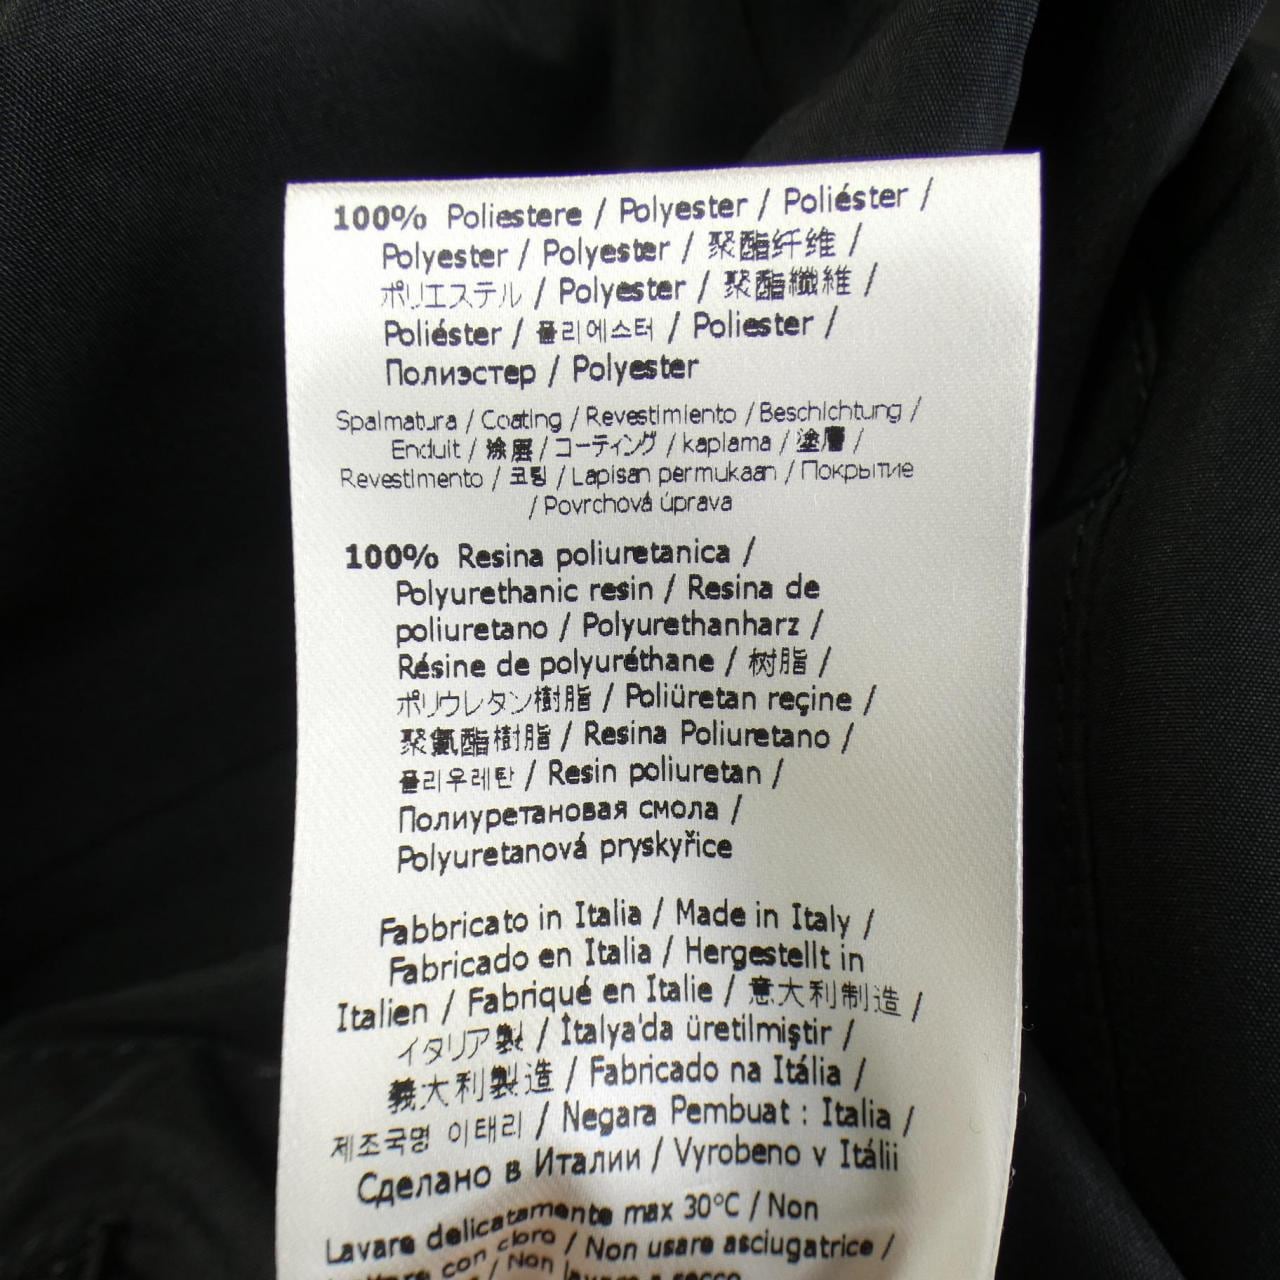 100% Poliestere / Polyester / Poliéster /
Polyester / Polyester / 聚酯纤维 /
ポリエステル / Polyester / 聚酯纖維 /
Poliéster / 폴리에스터 / Poliester /
Полиэстер / Polyester
Spalmatura / Coating / Revestimiento / Beschichtung /
Enduit / 涂层 / コーティング / kaplama / 塗層 /
Revestimento / 코팅 / Lapisan permukaan / Покрытие
/ Povrchová úprava
100% Resina poliuretanica /
Polyurethanic resin / Resina de
poliuretano / Polyurethanharz /
Résine de polyuréthane / 树脂 /
ポリウレタン樹脂 / Poliüretan reçine /
聚氨酯樹脂 / Resina Poliuretano /
폴리우레탄 / Resin poliuretan /
Полиуретановая смола /
Polyuretanová pryskyřice
Fabbricato in Italia / Made in Italy /
Fabricado en Italia / Hergestellt in
Italien / Fabriqué en Italie / 意大利制造 /
イタリア製 / İtalya'da üretilmiştir /
義大利製造 / Fabricado na Itália /
제조국명 이태리 / Negara Pembuat : Italia /
Сделано в Италии / Vyrobeno v Itálii
Lavare delicatamente max 30°C / Non
con cloro / Non usare asciugatrice /
/ Non lavare a secco